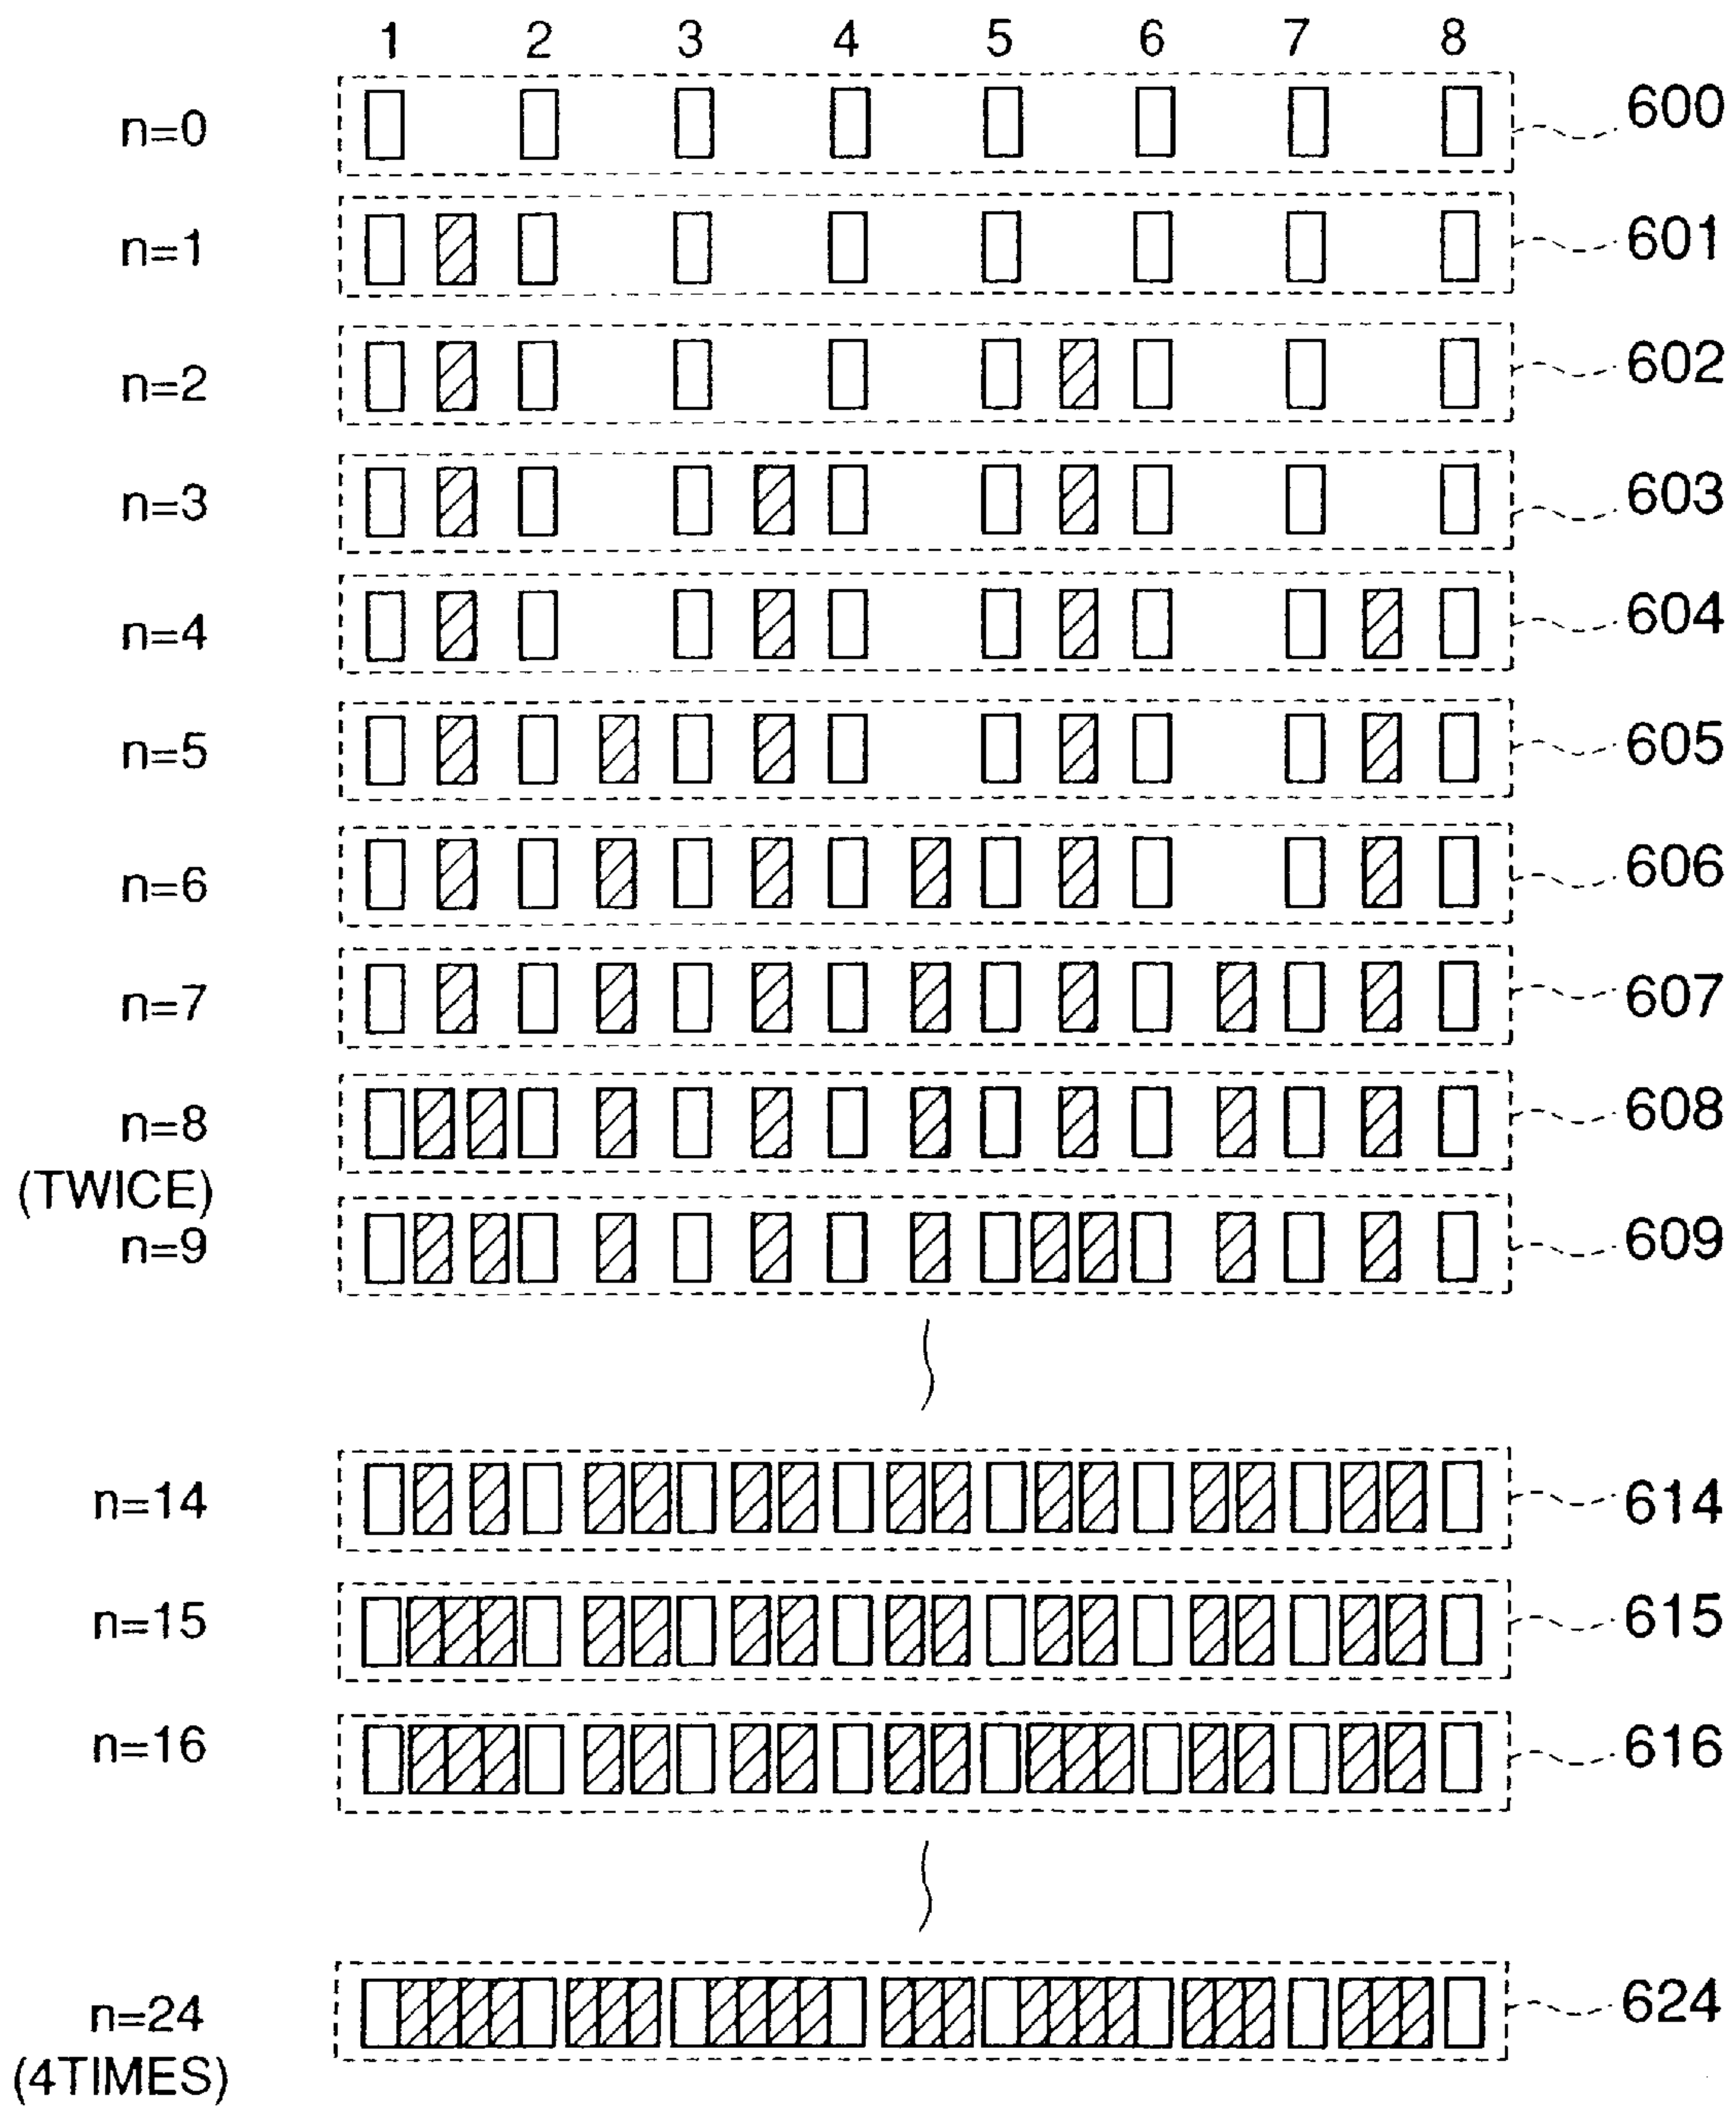 1 2 3 4 5 6 7 8
n=0 600
n=1 601
n=2 602
n=3 603
n=4 604
n=5 605
n=6 606
n=7 607
n=8 608
(TWICE)
n=9 609
n=14 614
n=15 615
n=16 616
n=24 624
(4TIMES)